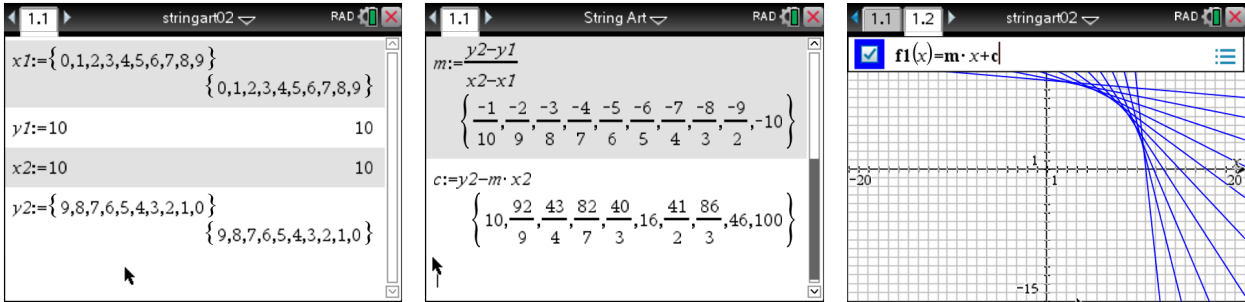 1.1 stringart02 RAD
x1:={0,1,2,3,4,5,6,7,8,9}
{0,1,2,3,4,5,6,7,8,9}
y1:=10 10
x2:=10 10
y2:={9,8,7,6,5,4,3,2,1,0}
{9,8,7,6,5,4,3,2,1,0}
1.1 String Art RAD
m:=y2-y1/x2-x1
{-1/10,-2/9,-3/8,-4/7,-5/6,-6/5,-7/4,-8/3,-9/2,-10}
c:=y2-m·x2
{10,92/9,43/4,82/7,40/3,16,41/2,86/3,46,100}
1.1 1.2 stringart02 RAD
f1(x)=m·x+c
1 x
-20 1 20
-15